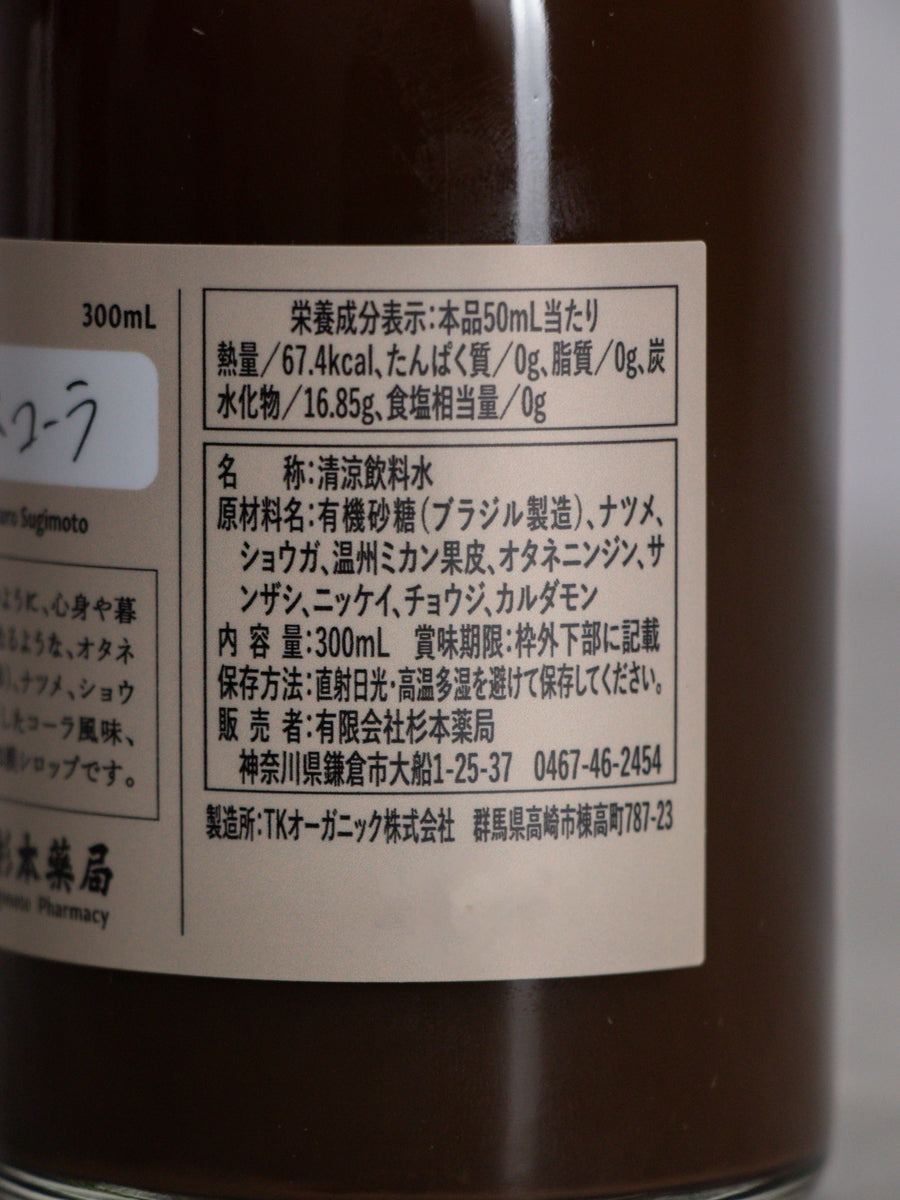 300mL
コーラ
Sugimoto
ように、心身や暮
るような、オタネ
、ナツメ、ショウ
したコーラ風味、
シロップです。
杉本薬局
Pharmacy
栄養成分表示:本品50mL当たり
熱量/67.4kcal、たんぱく質/0g、脂質/0g、炭
水化物/16.85g、食塩相当量/0g
名　　称:清涼飲料水
原材料名:有機砂糖(ブラジル製造)、ナツメ、
ショウガ、温州ミカン果皮、オタネニンジン、サ
ンザシ、ニッケイ、チョウジ、カルダモン
内 容 量:300mL　賞味期限:枠外下部に記載
保存方法:直射日光・高温多湿を避けて保存してください。
販 売 者:有限会社杉本薬局
神奈川県鎌倉市大船1-25-37　0467-46-2454
製造所:TKオーガニック株式会社　群馬県高崎市棟高町787-23